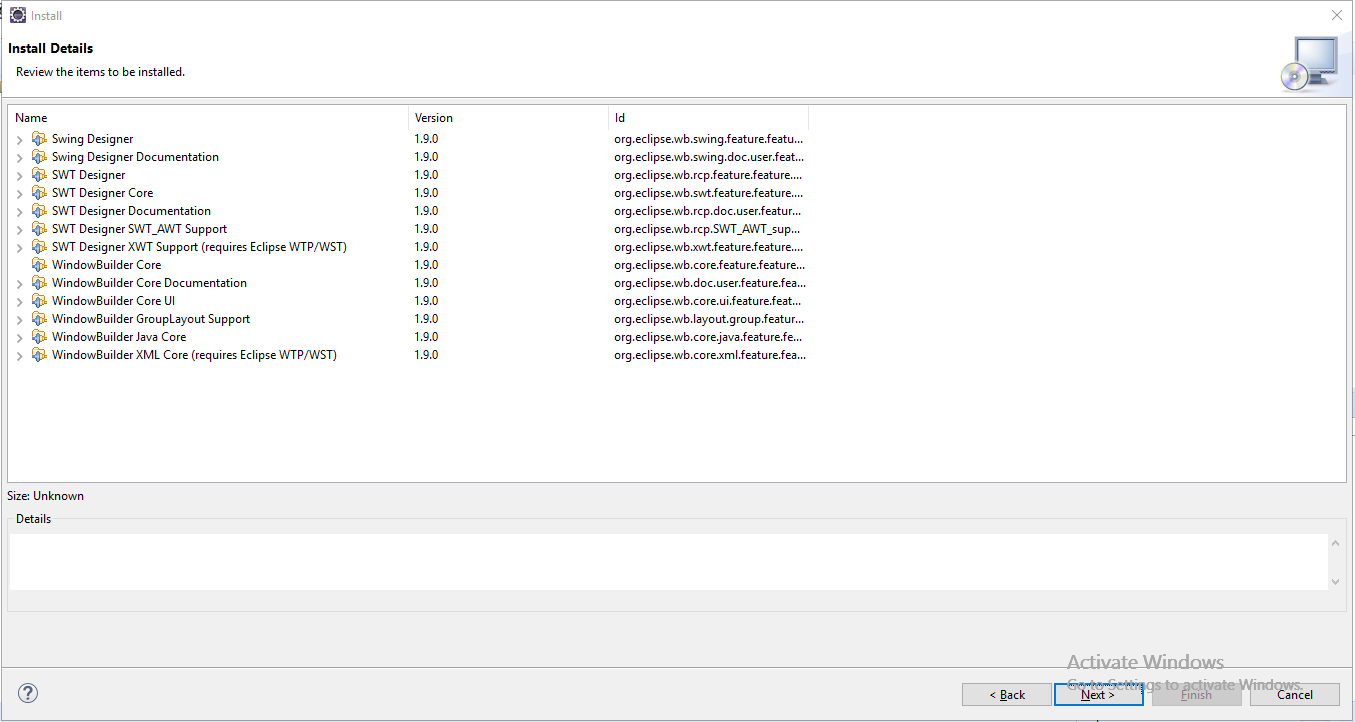 Install
Install Details
Review the items to be installed.
Name Version Id
Swing Designer 1.9.0 org.eclipse.wb.swing.feature.featu...
Swing Designer Documentation 1.9.0 org.eclipse.wb.swing.doc.user.feat...
SWT Designer 1.9.0 org.eclipse.wb.rcp.feature.feature....
SWT Designer Core 1.9.0 org.eclipse.wb.swt.feature.feature....
SWT Designer Documentation 1.9.0 org.eclipse.wb.rcp.doc.user.featur...
SWT Designer SWT_AWT Support 1.9.0 org.eclipse.wb.rcp.SWT_AWT_sup...
SWT Designer XWT Support (requires Eclipse WTP/WST) 1.9.0 org.eclipse.wb.xwt.feature.feature....
WindowBuilder Core 1.9.0 org.eclipse.wb.core.feature.feature...
WindowBuilder Core Documentation 1.9.0 org.eclipse.wb.doc.user.feature.fea...
WindowBuilder Core UI 1.9.0 org.eclipse.wb.core.ui.feature.feat...
WindowBuilder GroupLayout Support 1.9.0 org.eclipse.wb.layout.group.featur...
WindowBuilder Java Core 1.9.0 org.eclipse.wb.core.java.feature.fe...
WindowBuilder XML Core (requires Eclipse WTP/WST) 1.9.0 org.eclipse.wb.core.xml.feature.fea...
Size: Unknown
Details
Activate Windows
Go to Settings to activate Windows.
? < Back Next > Finish Cancel